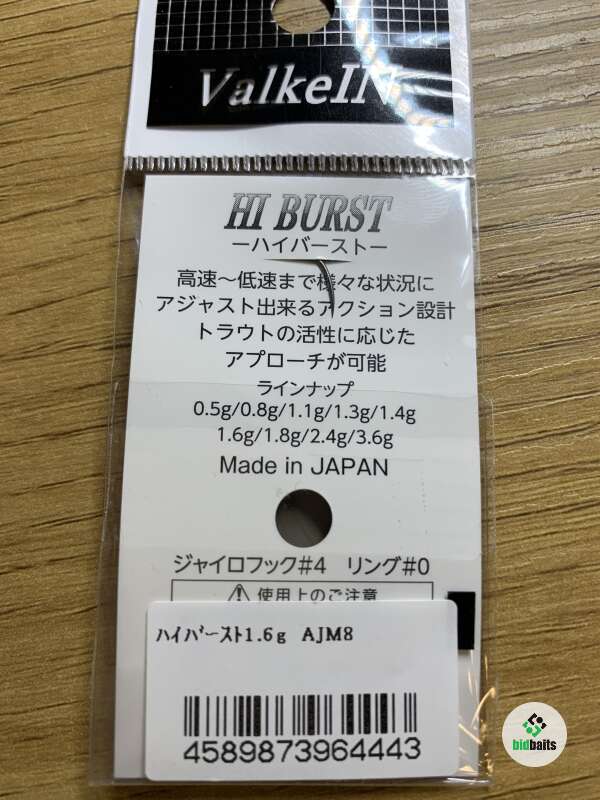 ValkeIN
HI BURST
ーハイバーストー
高速〜低速まで様々な状況に
アジャスト出来るアクション設計
トラウトの活性に応じた
アプローチが可能
ラインナップ
0.5g/0.8g/1.1g/1.3g/1.4g
1.6g/1.8g/2.4g/3.6g
Made in JAPAN
ジャイロフック#4 リング#0
使用上のご注意
ﾊｲﾊﾞｰｽﾄ1.6g AJM8
4589873964443
bidbaits